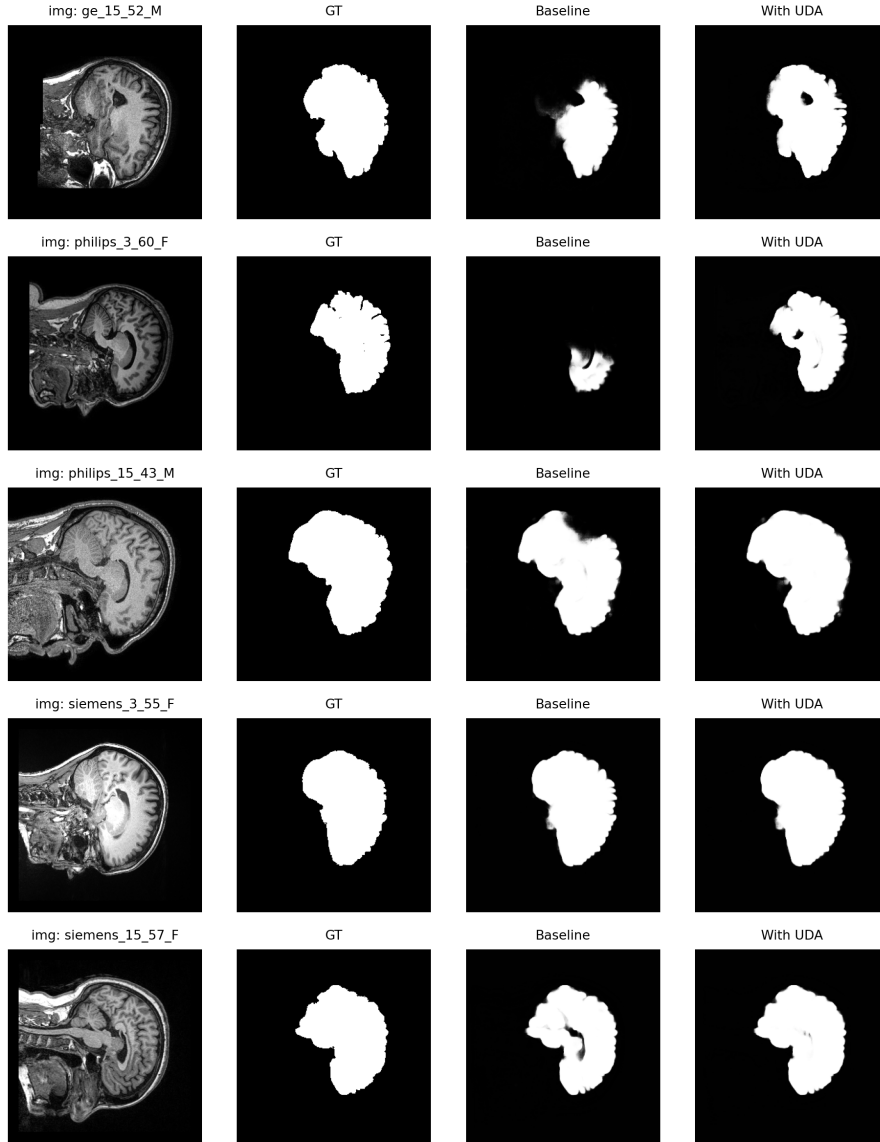 img: ge_15_52_M GT Baseline With UDA
img: philips_3_60_F GT Baseline With UDA
img: philips_15_43_M GT Baseline With UDA
img: siemens_3_55_F GT Baseline With UDA
img: siemens_15_57_F GT Baseline With UDA